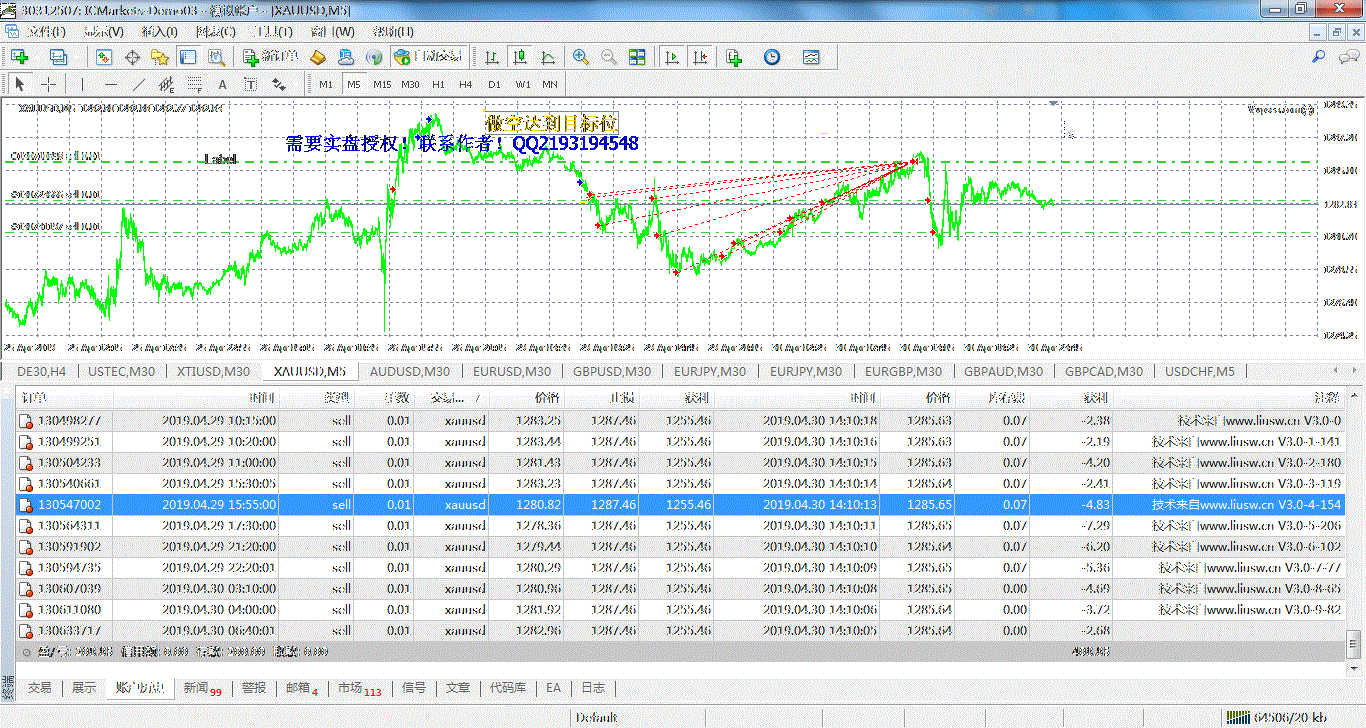 30312507: ICMarkets-Demo03 - 模拟账户 - [XAUUSD,M5]
文件(F) 显示(V) 插入(I) 图表(C) 工具(T) 窗口(W) 帮助(H)
新订单 自动交易
A T M1 M5 M15 M30 H1 H4 D1 W1 MN
做空达到目标位
需要实盘授权！联系作者！QQ2193194548
Label
1282.83
DE30,H4 USTEC,M30 XTIUSD,M30 XAUUSD,M5 AUDUSD,M30 EURUSD,M30 GBPUSD,M30 EURJPY,M30 EURJPY,M30 EURGBP,M30 GBPAUD,M30 GBPCAD,M30 USDCHF,M5
订单 时间 类型 手数 交易... / 价格 止损 获利 时间 价格 库存费 获利 注释
130498277 2019.04.29 10:15:00 sell 0.01 xauusd 1283.25 1287.46 1255.46 2019.04.30 14:10:18 1285.63 0.07 -2.38 技术来自www.liusw.cn V3.0-0
130499251 2019.04.29 10:20:00 sell 0.01 xauusd 1283.44 1287.46 1255.46 2019.04.30 14:10:16 1285.63 0.07 -2.19 技术来自www.liusw.cn V3.0-1-141
130504233 2019.04.29 11:00:00 sell 0.01 xauusd 1281.43 1287.46 1255.46 2019.04.30 14:10:15 1285.63 0.07 -4.20 技术来自www.liusw.cn V3.0-2-180
130540661 2019.04.29 15:30:05 sell 0.01 xauusd 1283.23 1287.46 1255.46 2019.04.30 14:10:14 1285.64 0.07 -2.41 技术来自www.liusw.cn V3.0-3-119
130547002 2019.04.29 15:55:00 sell 0.01 xauusd 1280.82 1287.46 1255.46 2019.04.30 14:10:13 1285.65 0.07 -4.83 技术来自www.liusw.cn V3.0-4-154
130564311 2019.04.29 17:30:00 sell 0.01 xauusd 1278.36 1287.46 1255.46 2019.04.30 14:10:11 1285.65 0.07 -7.29 技术来自www.liusw.cn V3.0-5-206
130591902 2019.04.29 21:20:00 sell 0.01 xauusd 1279.44 1287.46 1255.46 2019.04.30 14:10:10 1285.64 0.07 -6.20 技术来自www.liusw.cn V3.0-6-102
130594735 2019.04.29 22:20:01 sell 0.01 xauusd 1280.29 1287.46 1255.46 2019.04.30 14:10:09 1285.65 0.07 -5.36 技术来自www.liusw.cn V3.0-7-77
130607039 2019.04.30 03:10:00 sell 0.01 xauusd 1280.96 1287.46 1255.46 2019.04.30 14:10:08 1285.65 0.00 -4.69 技术来自www.liusw.cn V3.0-8-65
130611080 2019.04.30 04:00:00 sell 0.01 xauusd 1281.92 1287.46 1255.46 2019.04.30 14:10:06 1285.64 0.00 -3.72 技术来自www.liusw.cn V3.0-9-82
130633717 2019.04.30 06:40:01 sell 0.01 xauusd 1282.96 1287.46 1255.46 2019.04.30 14:10:05 1285.64 0.00 -2.68
终端 交易 展示 账户历史 新闻 99 警报 邮箱 4 市场 113 信号 文章 代码库 EA 日志
Default 64506/20 kb